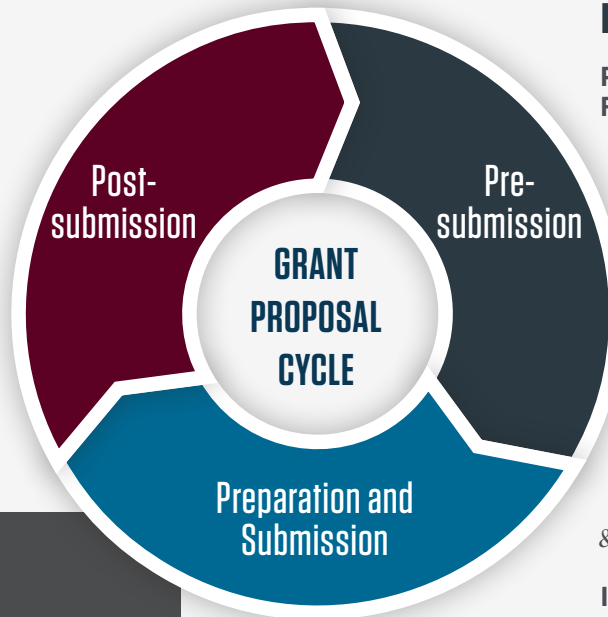 Post-
submission
Pre-
submission
GRANT
PROPOSAL
CYCLE
Preparation and
Submission
&